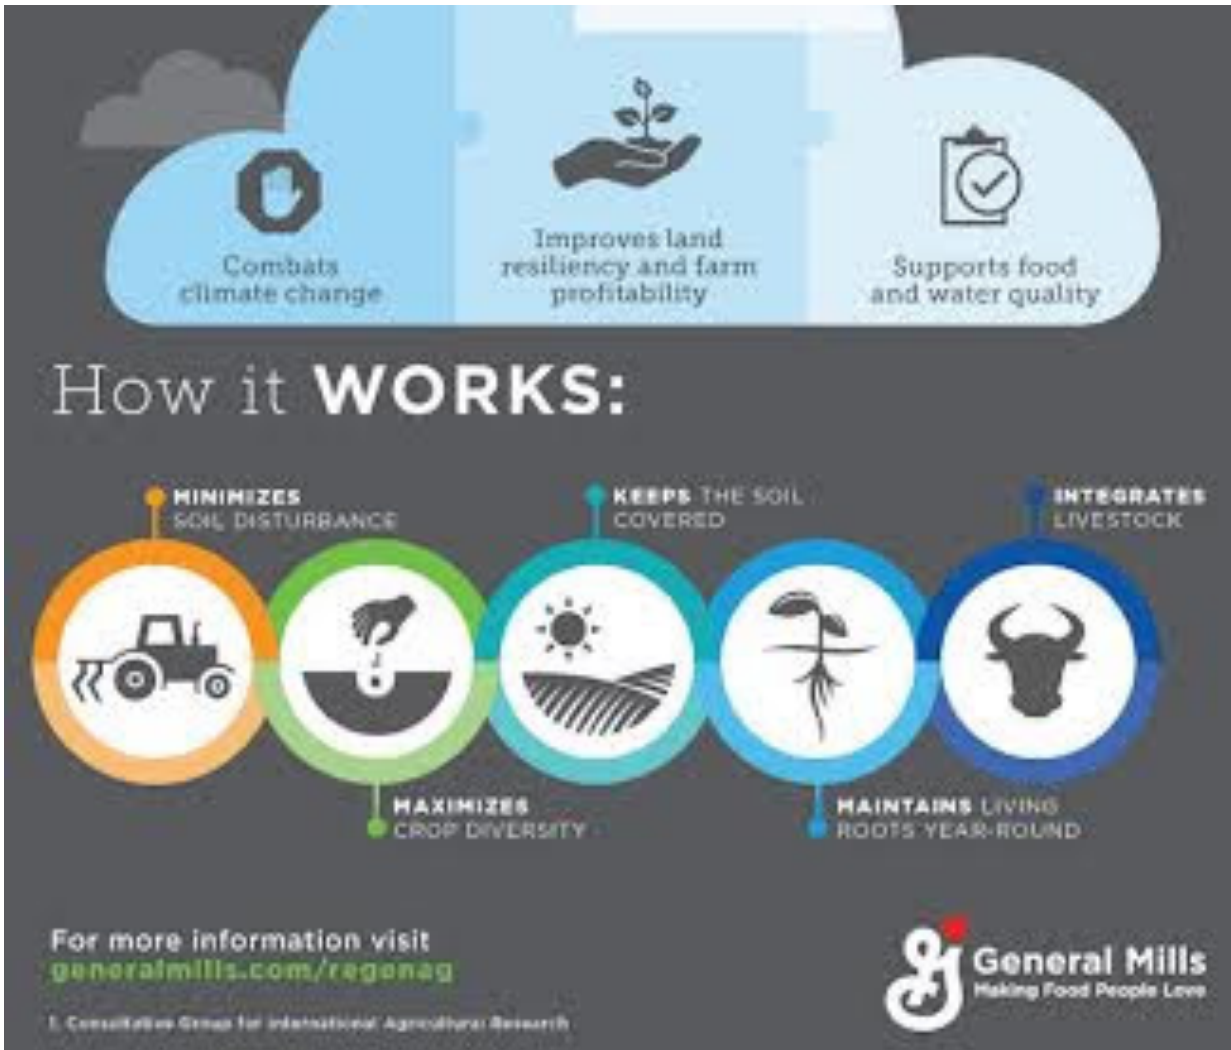 Combats
climate change
Improves land
resiliency and farm
profitability
Supports food
and water quality
How it WORKS:
MINIMIZES
SOIL DISTURBANCE
KEEPS THE SOIL
COVERED
INTEGRATES
LIVESTOCK
MAXIMIZES
CROP DIVERSITY
MAINTAINS LIVING
ROOTS YEAR-ROUND
For more information visit
generalmills.com/regenag
General Mills
Making Food People Love
1. Consultative Group for International Agricultural Research